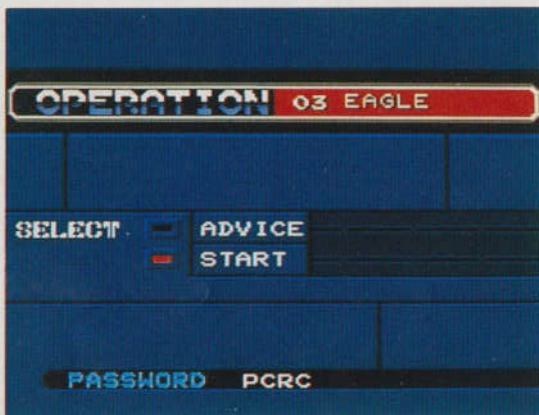 OPERATION 03 EAGLE
SELECT ADVICE
START
PASSWORD PCRC